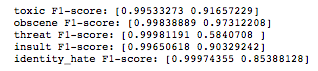 toxic F1-score: [0.99533273 0.91657229]
obscene F1-score: [0.99838889 0.97312208]
threat F1-score: [0.99981191 0.5840708 ]
insult F1-score: [0.99650618 0.90329242]
identity_hate F1-score: [0.99974355 0.85388128]